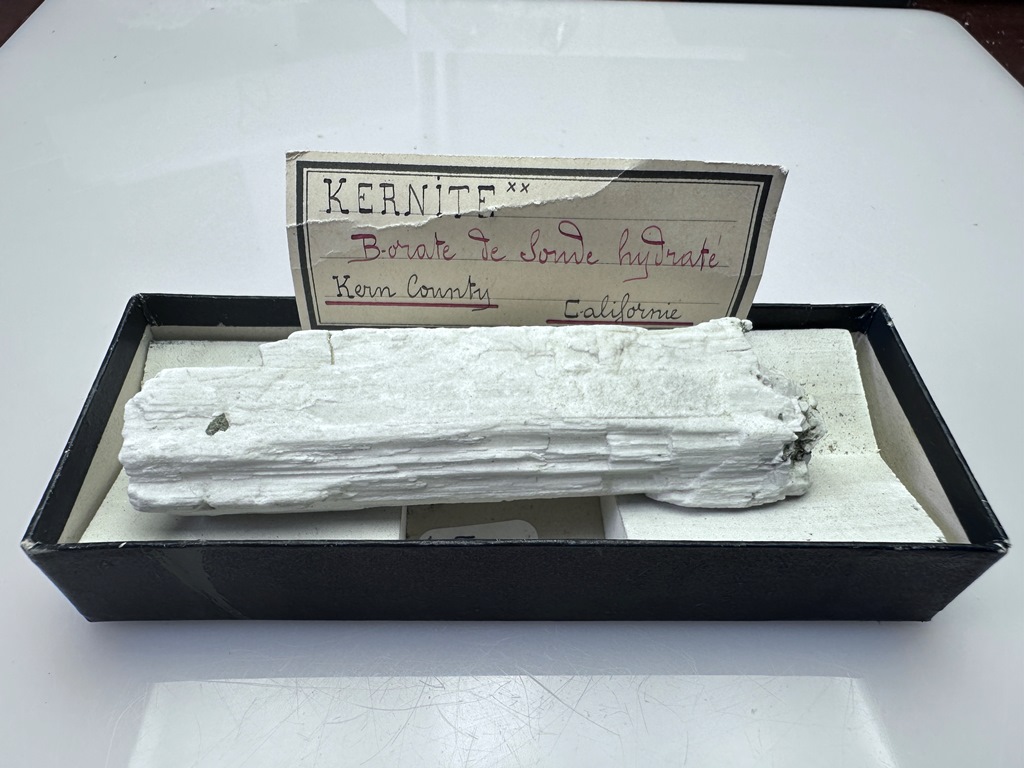 KERNiTE xx
Borate de Soude hydraté
Kern County Californie